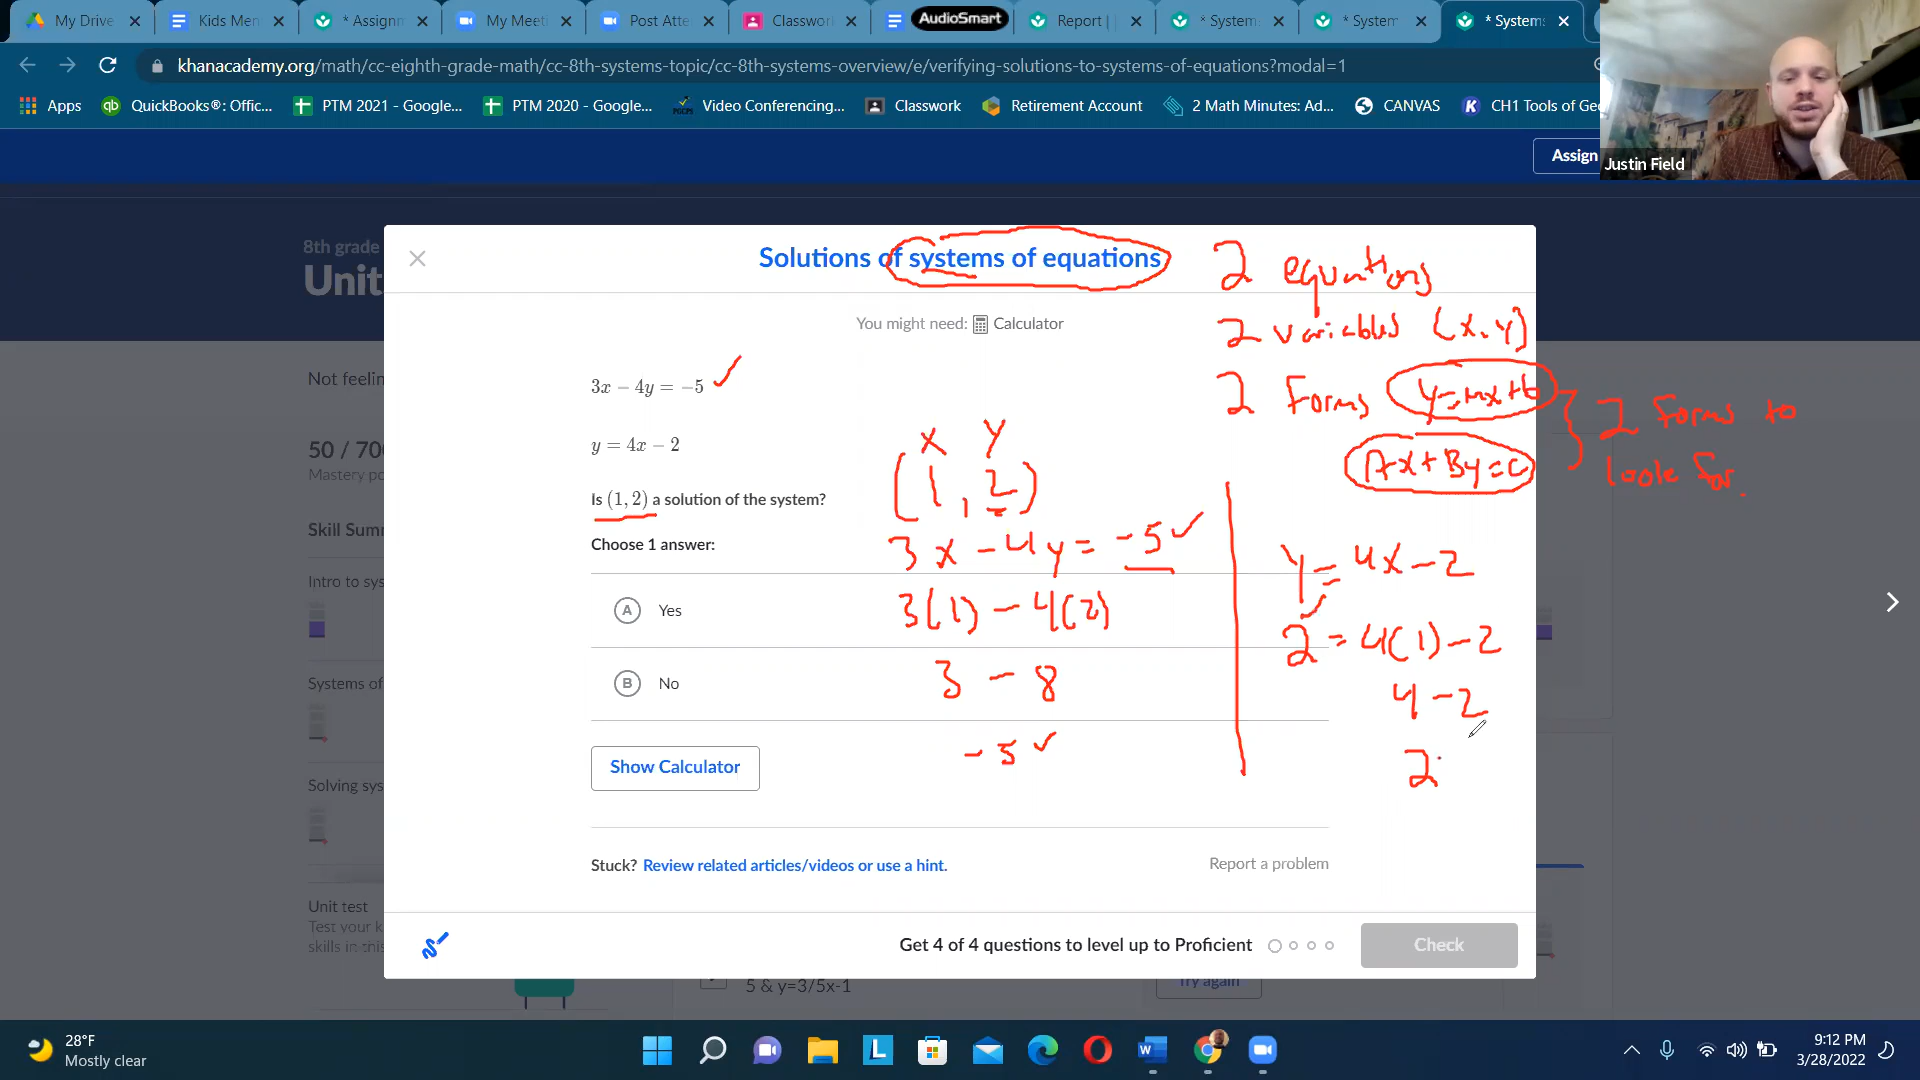 My Drive
Kids Men
* Assignm
My Meeti
Post Atte
Classwor
AudioSmart
Report |
* System
* System
* Systems
khanacademy.org/math/cc-eighth-grade-math/cc-8th-systems-topic/cc-8th-systems-overview/e/verifying-solutions-to-systems-of-equations?modal=1
Apps
QuickBooks®: Offic...
PTM 2021 - Google...
PTM 2020 - Google...
Video Conferencing...
Classwork
Retirement Account
2 Math Minutes: Ad...
CANVAS
CH1 Tools of Geo
Justin Field
Assign
8th grade
Unit
Not feelin
50 / 700
Mastery po
Skill Summ
Intro to sys
Systems of
Solving sys
Unit test
Test your k
skills in this
Solutions of systems of equations
You might need: Calculator
3x − 4y = −5 ✓
y = 4x − 2
Is (1, 2) a solution of the system?
Choose 1 answer:
A Yes
B No
Show Calculator
Stuck? Review related articles/videos or use a hint.
Report a problem
Get 4 of 4 questions to level up to Proficient
Check
5 & y=3/5x-1
Try again
2 equations
2 variables (x, y)
2 Forms y=mx+b
Ax+By=C
2 Forms to
look for.
x y
(1, 2)
3x - 4y = -5 ✓
3(1) - 4(2)
3 - 8
-5 ✓
y = 4x - 2
2 = 4(1) - 2
4 - 2
2
28°F
Mostly clear
9:12 PM
3/28/2022